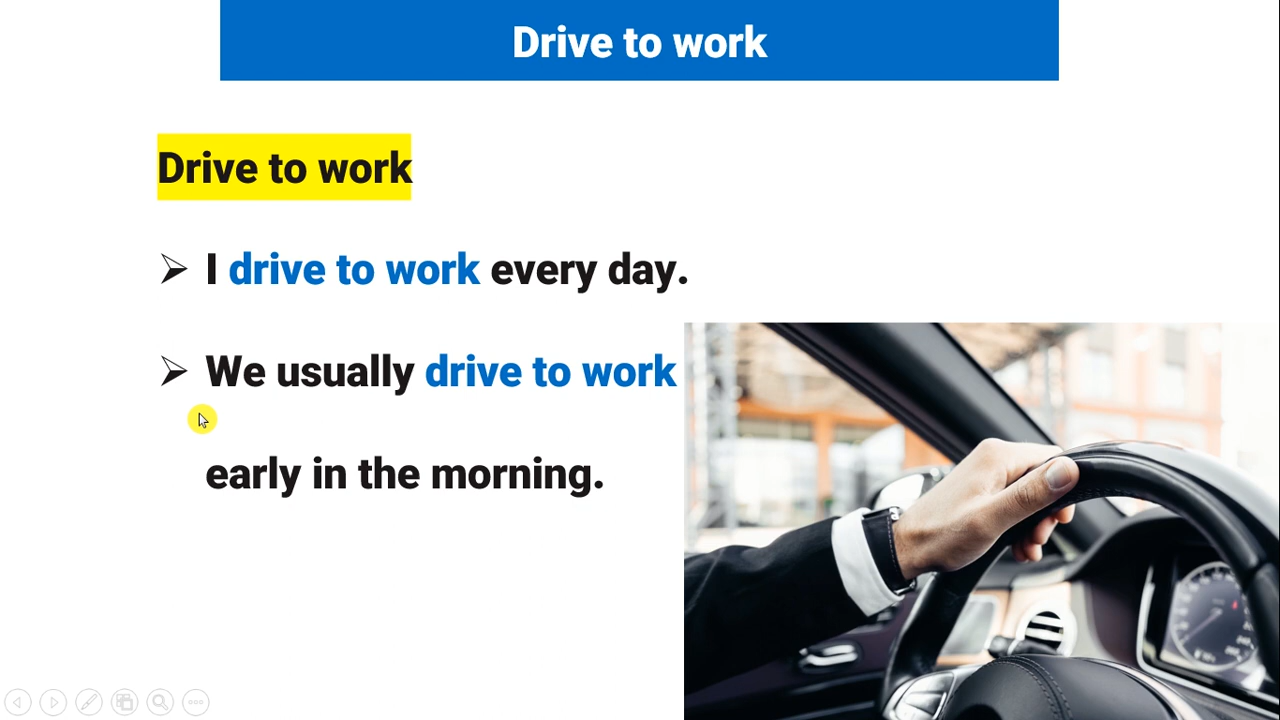 Drive to work
Drive to work
I drive to work every day.
We usually drive to work
early in the morning.